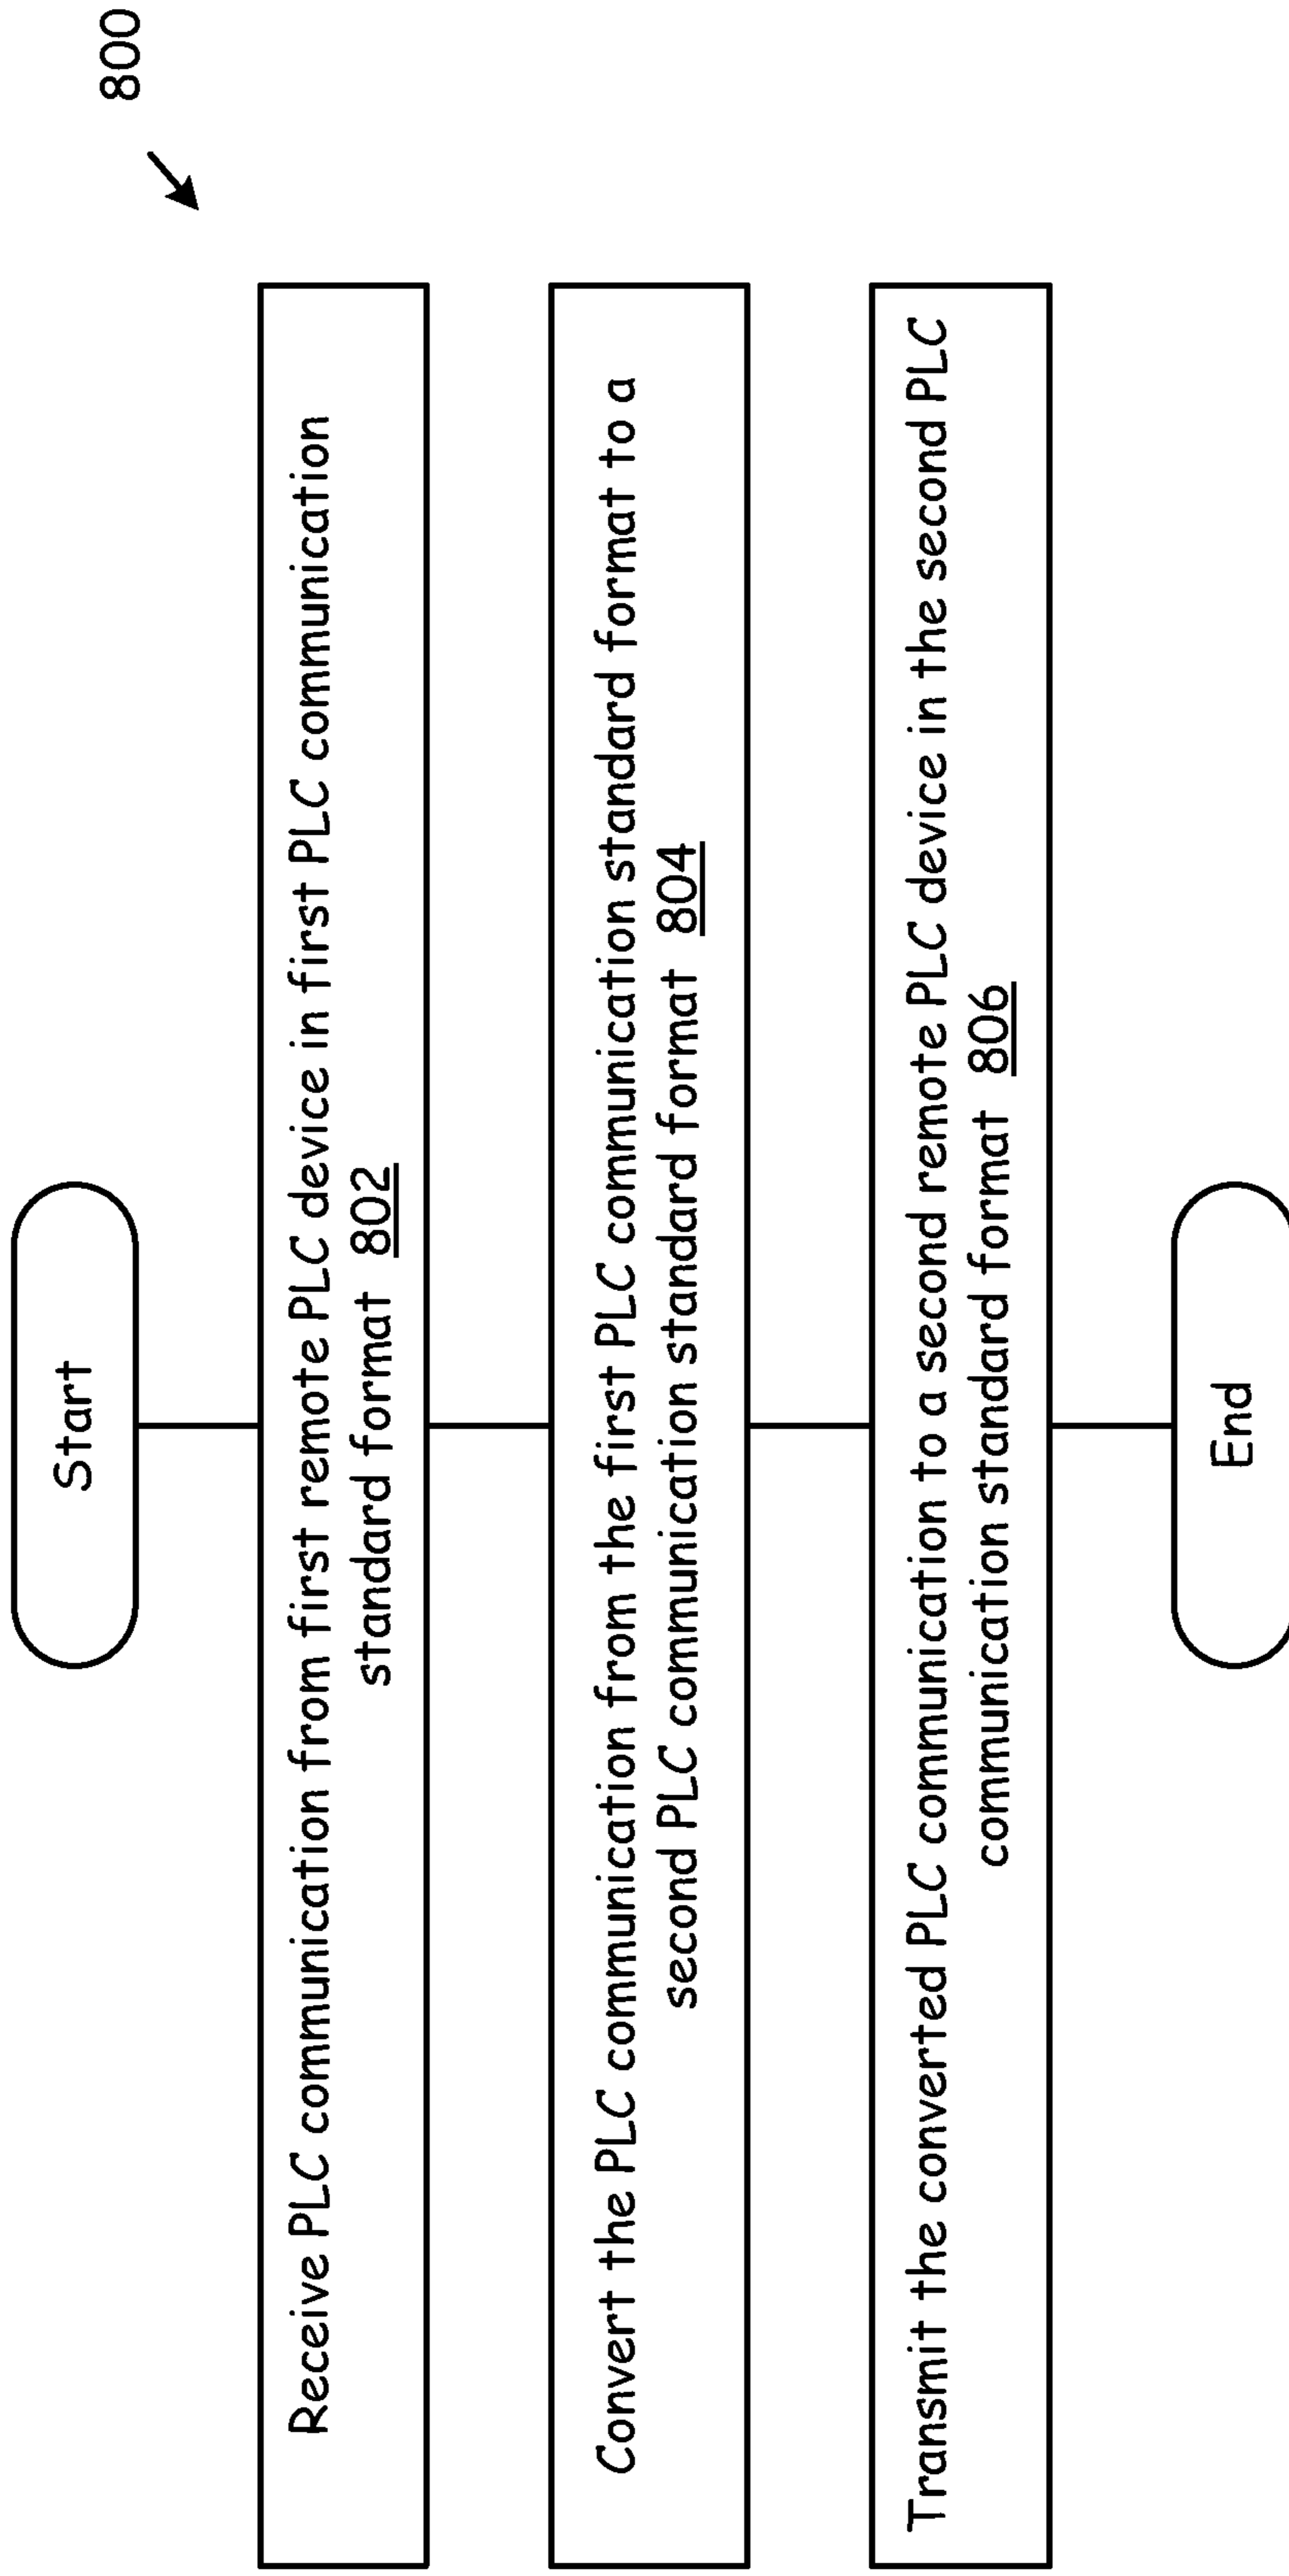 800
Start
Receive PLC communication from first remote PLC device in first PLC communication
standard format 802
Convert the PLC communication from the first PLC communication standard format to a
second PLC communication standard format 804
Transmit the converted PLC communication to a second remote PLC device in the second PLC
communication standard format 806
End